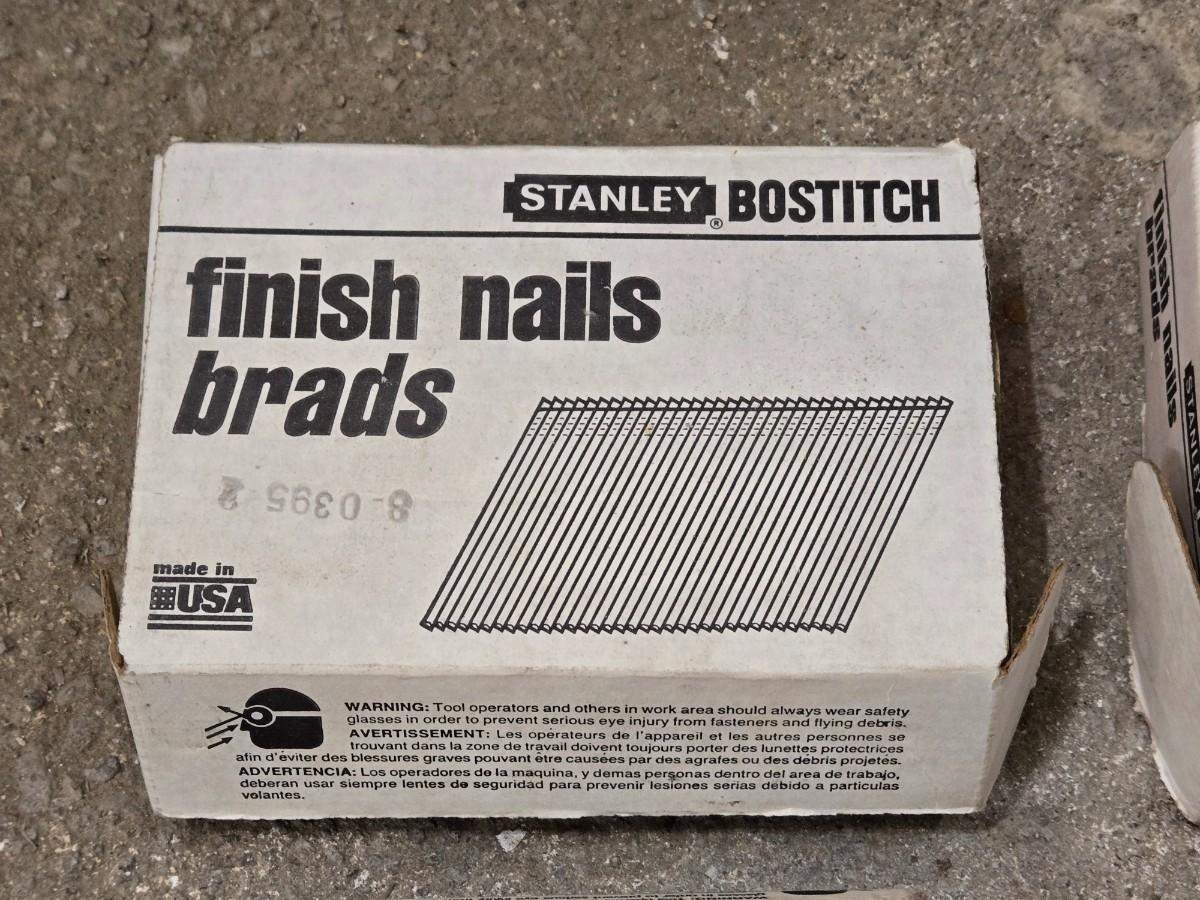 STANLEY® BOSTITCH
finish nails
brads
8-0395 2
made in
USA
WARNING: Tool operators and others in work area should always wear safety
glasses in order to prevent serious eye injury from fasteners and flying debris.
AVERTISSEMENT: Les opérateurs de l'appareil et les autres personnes se
trouvant dans la zone de travail doivent toujours porter des lunettes protectrices
afin d'éviter des blessures graves pouvant être causées par des agrafes ou des débris projetés.
ADVERTENCIA: Los operadores de la maquina, y demas personas dentro del area de trabajo,
deberan usar siempre lentes de seguridad para prevenir lesiones serias debido a particulas
volantes.
finish nails
brads
STANLEY